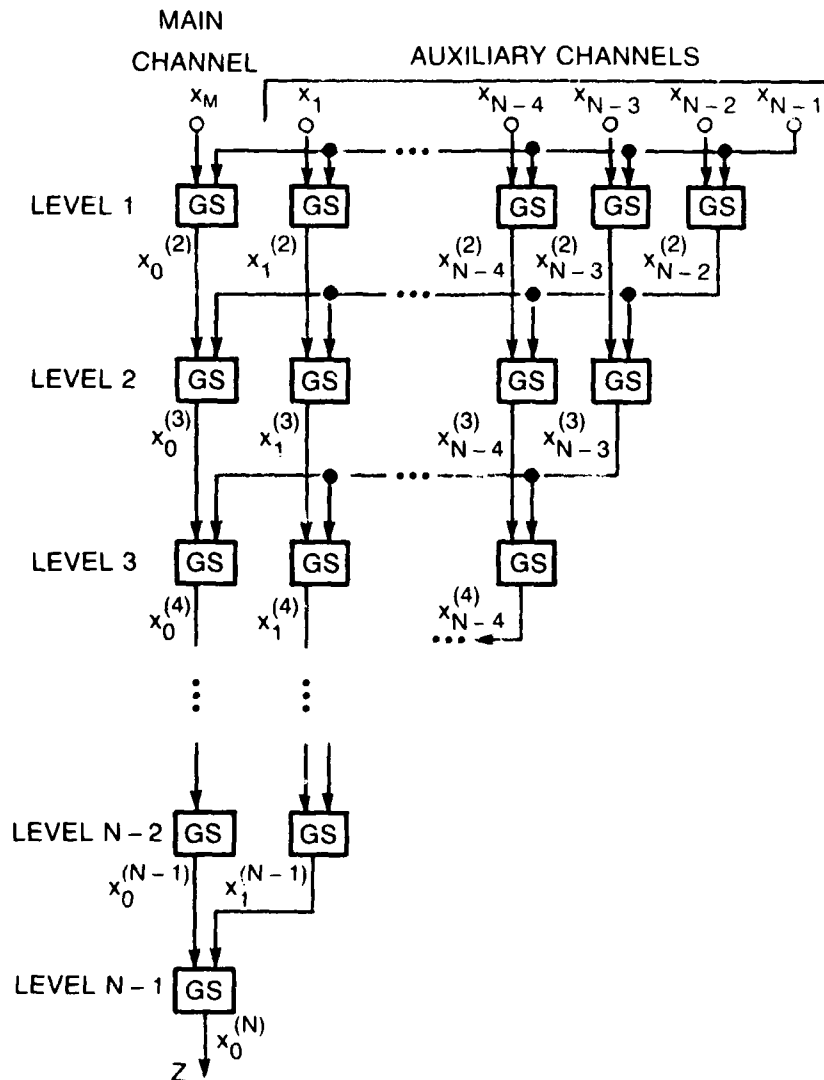 MAIN
CHANNEL
AUXILIARY CHANNELS
x_M x_1 x_{N-4} x_{N-3} x_{N-2} x_{N-1}
... 
LEVEL 1 GS GS GS GS GS
x_0^{(2)} x_1^{(2)} x_{N-4}^{(2)} x_{N-3}^{(2)} x_{N-2}^{(2)}
...
LEVEL 2 GS GS GS GS
x_0^{(3)} x_1^{(3)} x_{N-4}^{(3)} x_{N-3}^{(3)}
...
LEVEL 3 GS GS GS
x_0^{(4)} x_1^{(4)} x_{N-4}^{(4)}
...
LEVEL N-2 GS GS
x_0^{(N-1)} x_1^{(N-1)}
LEVEL N-1 GS
x_0^{(N)}
Z